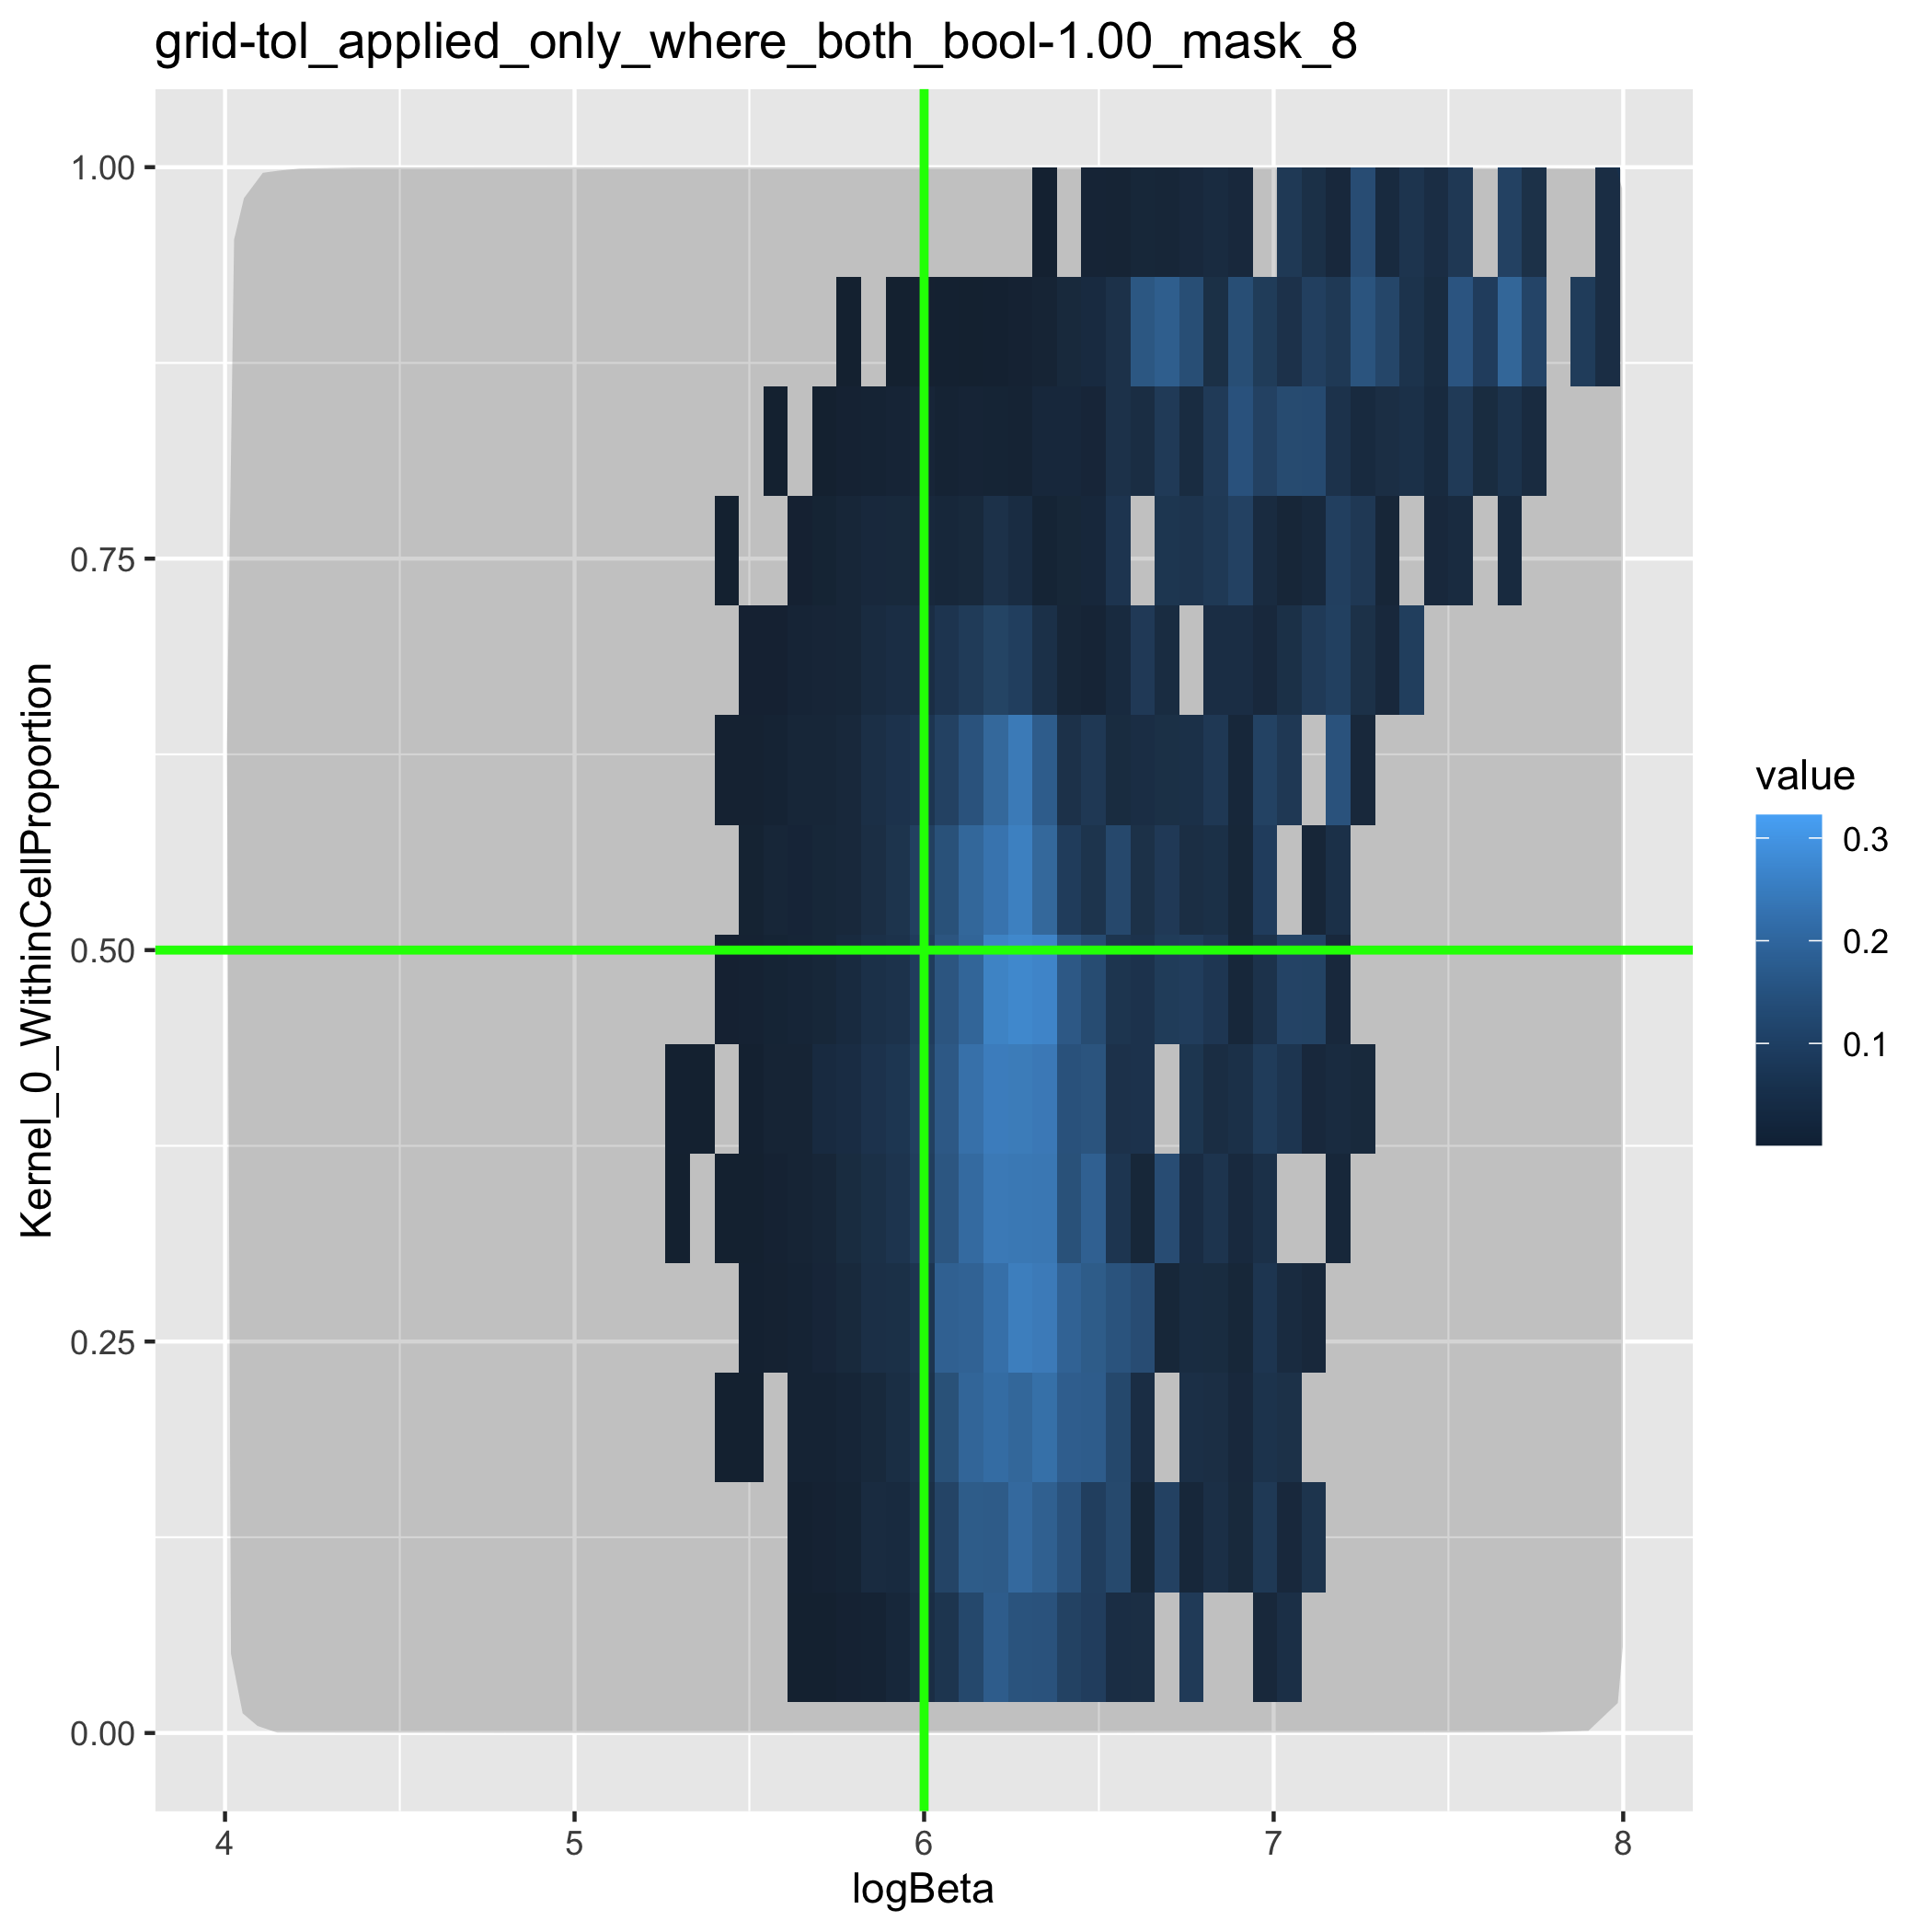 grid-tol_applied_only_where_both_bool-1.00_mask_8
Kernel_0_WithinCellProportion
1.00
0.75
0.50
0.25
0.00
4 5 6 7 8
logBeta
value
0.3
0.2
0.1